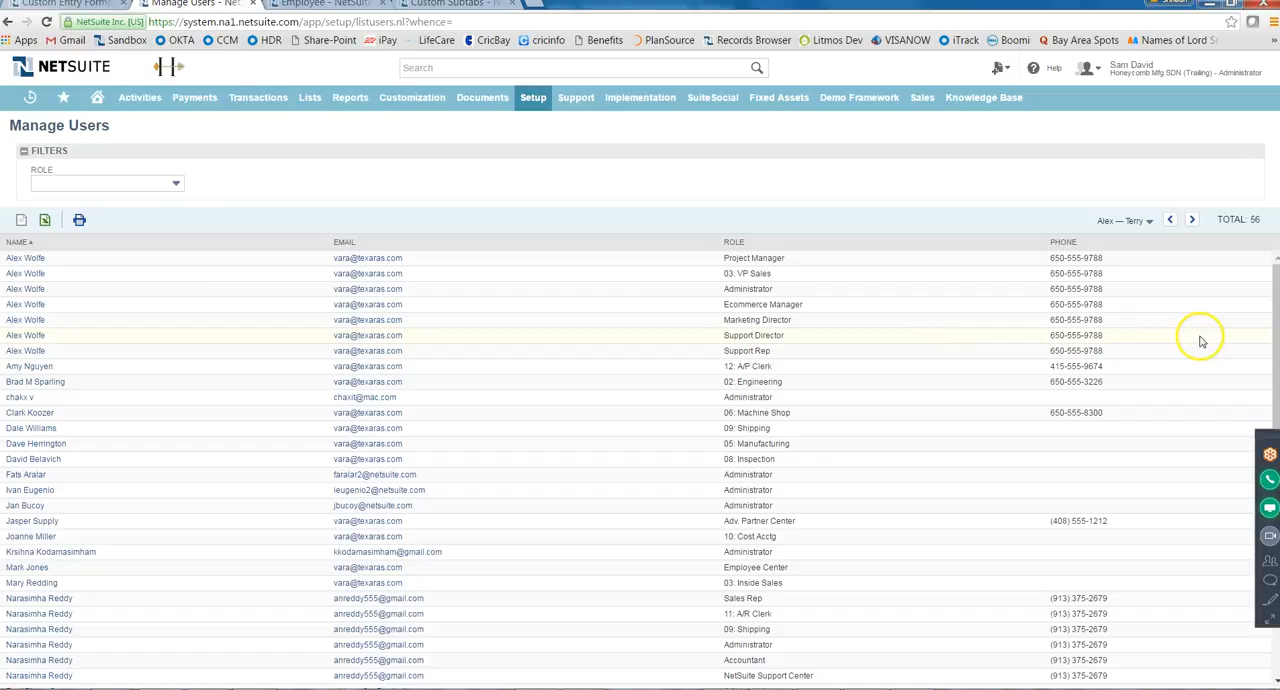 Custom Entry Forms
Manage Users - Net
Employee - NetSuite
Custom Subtabs - N
NetSuite Inc. [US]
https://system.na1.netsuite.com/app/setup/listusers.nl?whence=
Apps Gmail Sandbox OKTA CCM HDR Share-Point iPay LifeCare CricBay cricinfo Benefits PlanSource Records Browser Litmos Dev VISANOW iTrack Boomi Bay Area Spots Names of Lord S
NETSUITE
Search
Help
Sam David
Honeycomb Mfg SDN (Trailing) - Administrator
Activities Payments Transactions Lists Reports Customization Documents Setup Support Implementation SuiteSocial Fixed Assets Demo Framework Sales Knowledge Base
Manage Users
FILTERS
ROLE
Alex — Terry
TOTAL: 56
NAME EMAIL ROLE PHONE
Alex Wolfe vara@texaras.com Project Manager 650-555-9788
Alex Wolfe vara@texaras.com 03: VP Sales 650-555-9788
Alex Wolfe vara@texaras.com Administrator 650-555-9788
Alex Wolfe vara@texaras.com Ecommerce Manager 650-555-9788
Alex Wolfe vara@texaras.com Marketing Director 650-555-9788
Alex Wolfe vara@texaras.com Support Director 650-555-9788
Alex Wolfe vara@texaras.com Support Rep 650-555-9788
Amy Nguyen vara@texaras.com 12: A/P Clerk 415-555-9674
Brad M Sparling vara@texaras.com 02: Engineering 650-555-3226
chakx v chaxit@mac.com Administrator
Clark Koozer vara@texaras.com 06: Machine Shop 650-555-8300
Dale Williams vara@texaras.com 09: Shipping
Dave Herrington vara@texaras.com 05: Manufacturing
David Belavich vara@texaras.com 08: Inspection
Fats Aralar faralar2@netsuite.com Administrator
Ivan Eugenio ieugenio2@netsuite.com Administrator
Jan Bucoy jbucoy@netsuite.com Administrator
Jasper Supply vara@texaras.com Adv. Partner Center (408) 555-1212
Joanne Miller vara@texaras.com 10: Cost Acctg
Krsihna Kodamasimham kkodamasimham@gmail.com Administrator
Mark Jones vara@texaras.com Employee Center
Mary Redding vara@texaras.com 03: Inside Sales
Narasimha Reddy anreddy555@gmail.com Sales Rep (913) 375-2679
Narasimha Reddy anreddy555@gmail.com 11: A/R Clerk (913) 375-2679
Narasimha Reddy anreddy555@gmail.com 09: Shipping (913) 375-2679
Narasimha Reddy anreddy555@gmail.com Administrator (913) 375-2679
Narasimha Reddy anreddy555@gmail.com Accountant (913) 375-2679
Narasimha Reddy anreddy555@gmail.com NetSuite Support Center (913) 375-2679